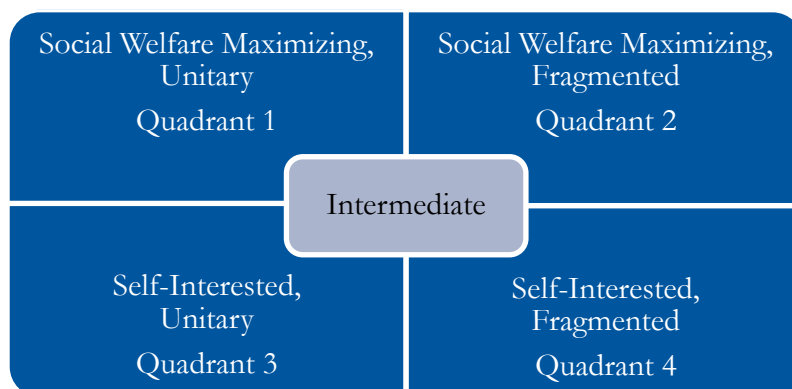 Social Welfare Maximizing,
Unitary
Quadrant 1
Social Welfare Maximizing,
Fragmented
Quadrant 2
Intermediate
Self-Interested,
Unitary
Quadrant 3
Self-Interested,
Fragmented
Quadrant 4